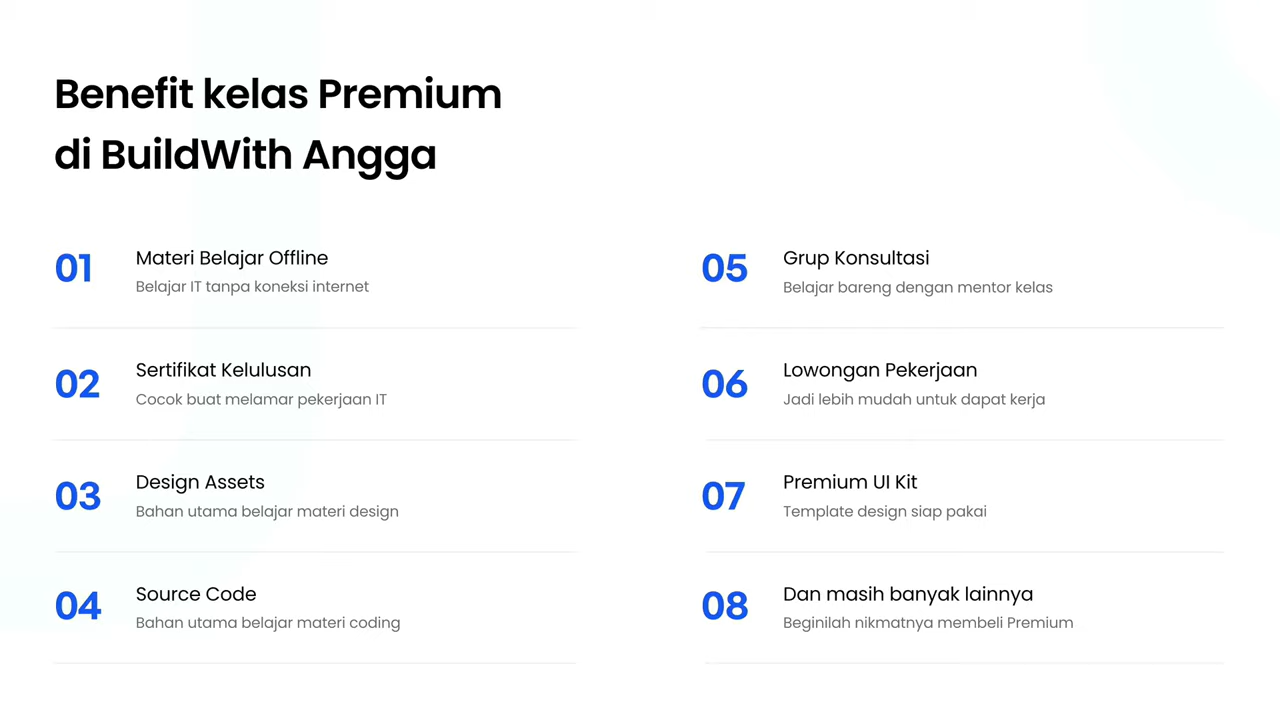 Benefit kelas Premium
di BuildWith Angga
01
Materi Belajar Offline
Belajar IT tanpa koneksi internet
02
Sertifikat Kelulusan
Cocok buat melamar pekerjaan IT
03
Design Assets
Bahan utama belajar materi design
04
Source Code
Bahan utama belajar materi coding
05
Grup Konsultasi
Belajar bareng dengan mentor kelas
06
Lowongan Pekerjaan
Jadi lebih mudah untuk dapat kerja
07
Premium UI Kit
Template design siap pakai
08
Dan masih banyak lainnya
Beginilah nikmatnya membeli Premium